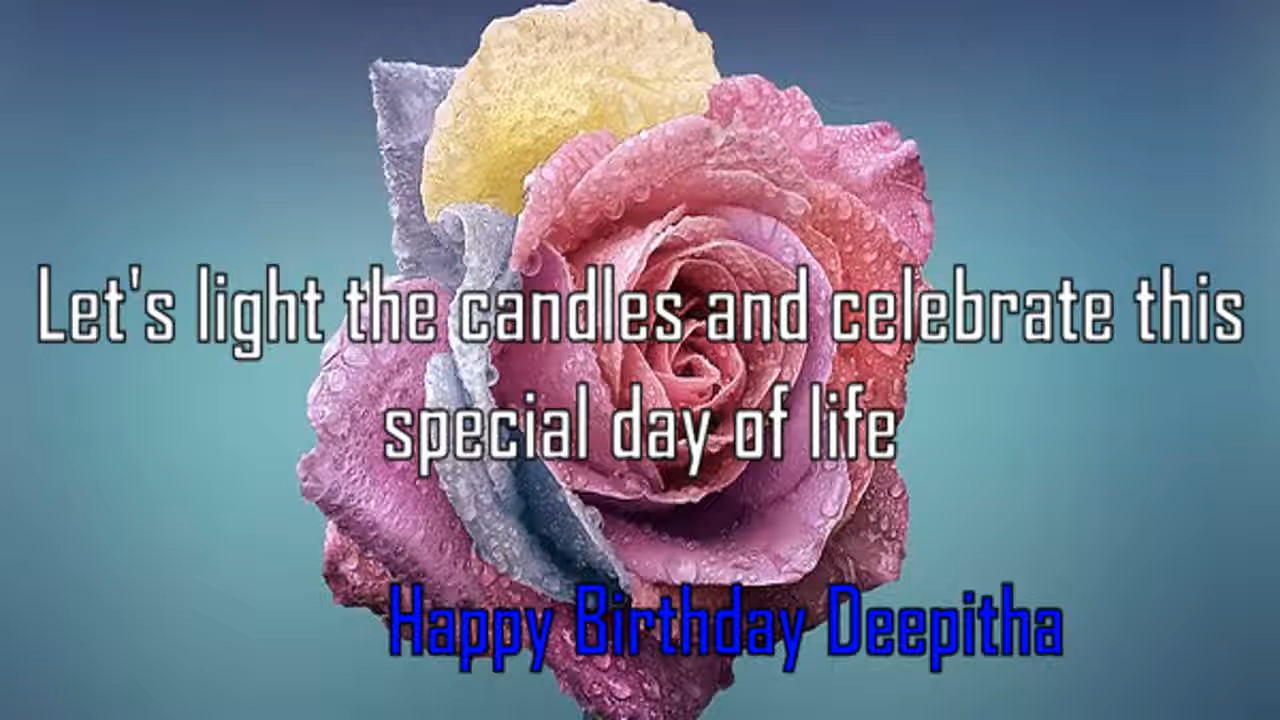 Let's light the candles and celebrate this
special day of life
Happy Birthday Deepitha